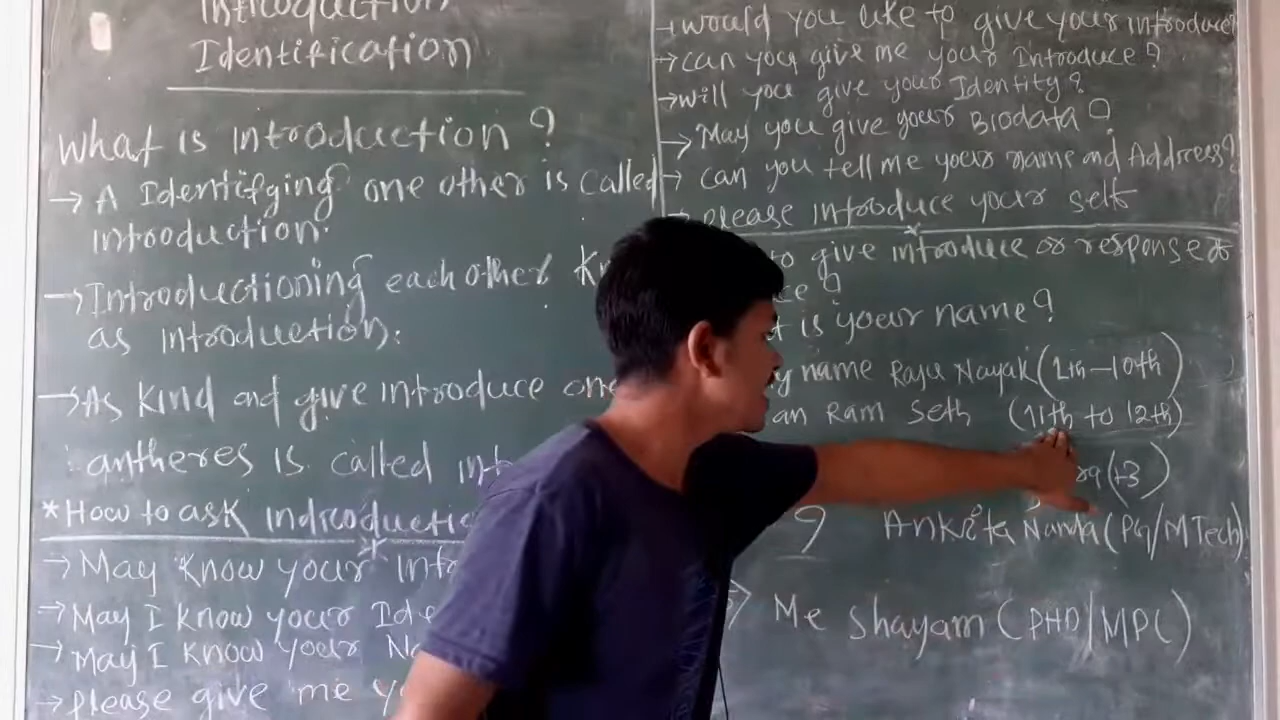 Introduction
Identification
What is Introduction ?
→ A Identifging one other is called
introduction.
→ Introductioning each other
as introduction.
→ As kind and give introduce one
antheres is called
* How to ask indroductio
→ May know your Int
→ May I know your Ide
→ May I know your Na
→ please give me yo
→ would you like to give your introduce?
→ can you give me your Introduce ?
→ will you give your Identity ?
→ May you give your Biodata ?
→ can you tell me your name and Address?
→ please introduce your self
to give introduce or response to
ce ?
t is your name ?
y name Raju Nayak (1th-10th)
an Ram Seth (11th to 12th)
(+3)
9 Ankita Nanda (PG/MTech)
Me Shayam (PHD/MPC)